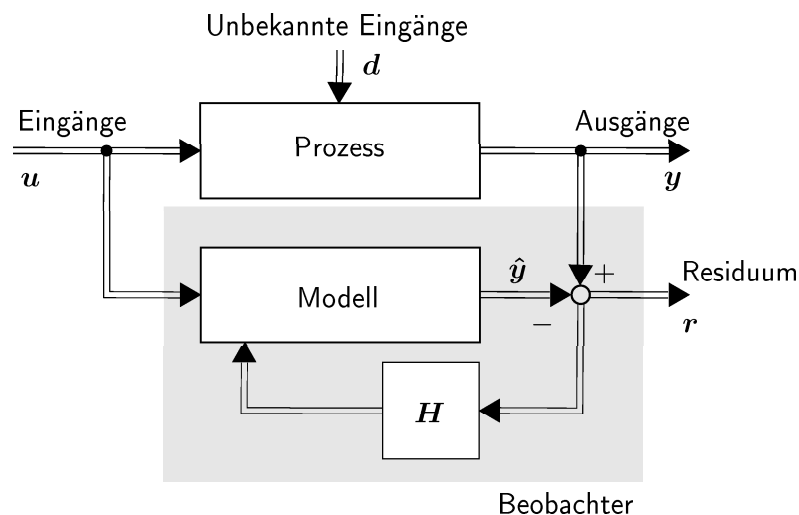 Unbekannte Eingänge
d
Eingänge
Prozess
Ausgänge
u
y
ŷ
+
Residuum
Modell
−
r
H
Beobachter